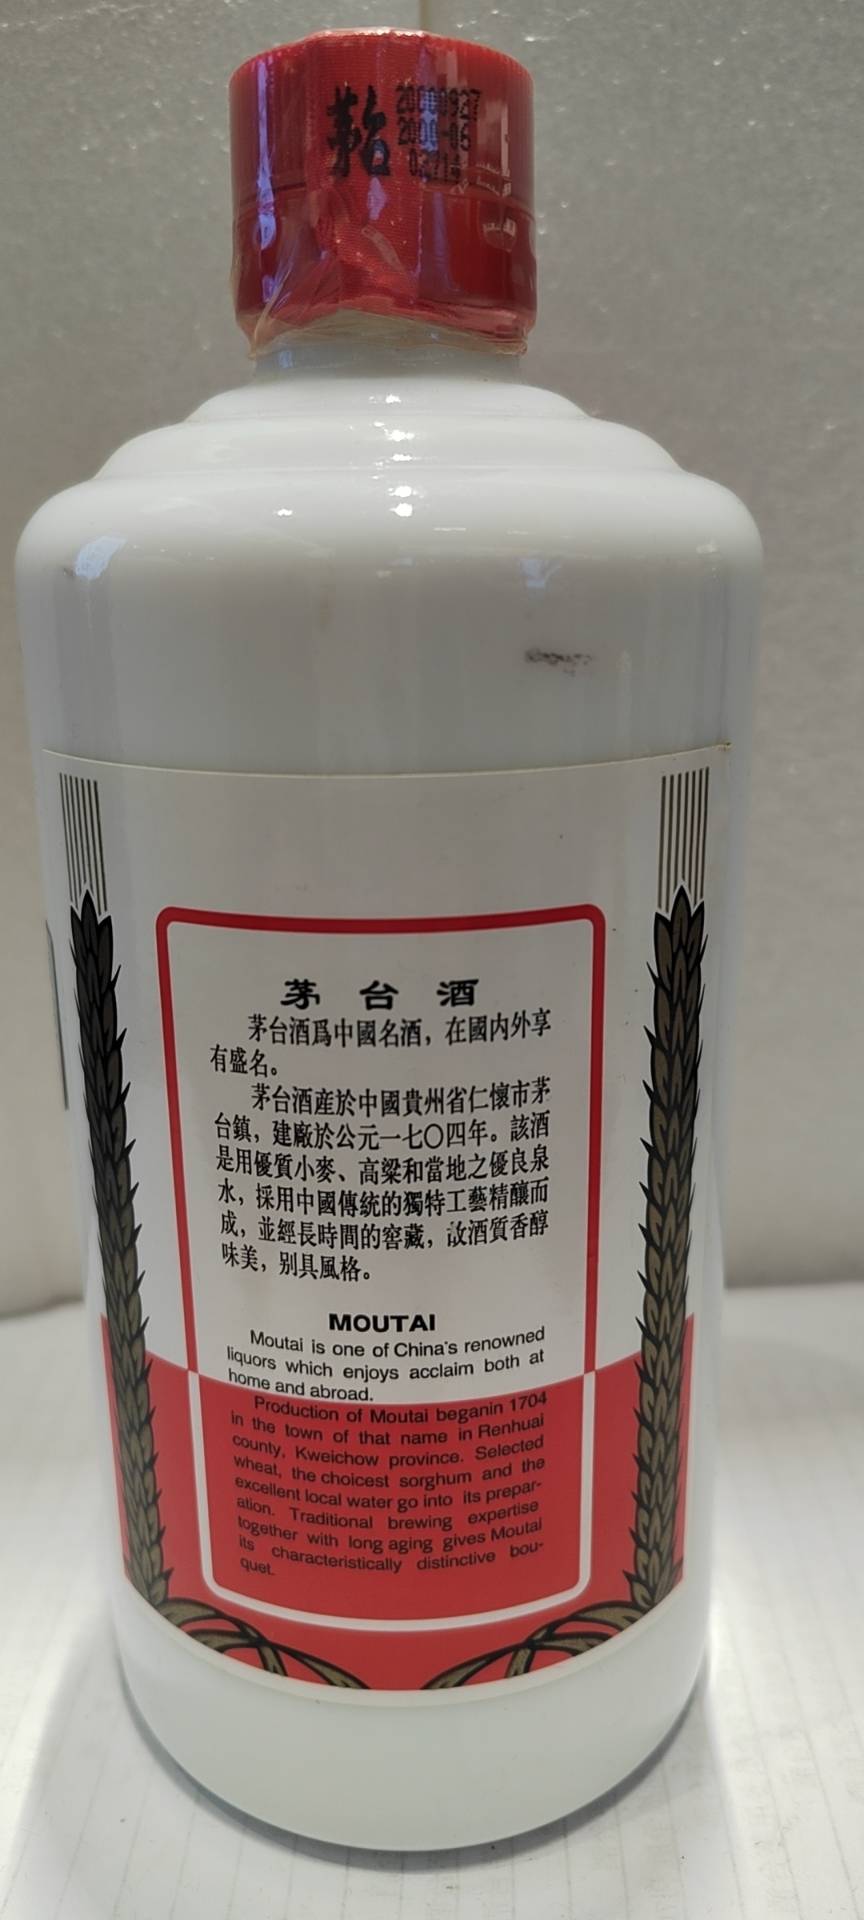 茅台
20000927
2000-06
茅台酒
茅台酒爲中國名酒，在國内外享
有盛名。
茅台酒産於中國貴州省仁懷市茅
台鎮，建廠於公元一七〇四年。該酒
是用優質小麥、高粱和當地之優良泉
水，採用中國傳統的獨特工藝精釀而
成，並經長時間的窖藏，故酒質香醇
味美，别具風格。
MOUTAI
Moutai is one of China's renowned
liquors which enjoys acclaim both at
home and abroad.
Production of Moutai beganin 1704
in the town of that name in Renhuai
county, Kweichow province. Selected
wheat, the choicest sorghum and the
excellent local water go into its prepar-
ation. Traditional brewing expertise
together with long aging gives Moutai
its characteristically distinctive bou-
quet.